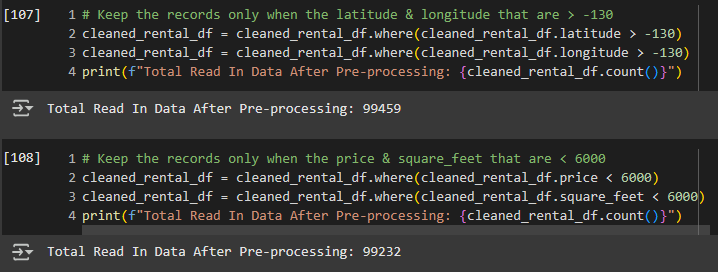 [107] 1 # Keep the records only when the latitude & longitude that are > -130
2 cleaned_rental_df = cleaned_rental_df.where(cleaned_rental_df.latitude > -130)
3 cleaned_rental_df = cleaned_rental_df.where(cleaned_rental_df.longitude > -130)
4 print(f"Total Read In Data After Pre-processing: {cleaned_rental_df.count()}")
Total Read In Data After Pre-processing: 99459
[108] 1 # Keep the records only when the price & square_feet that are < 6000
2 cleaned_rental_df = cleaned_rental_df.where(cleaned_rental_df.price < 6000)
3 cleaned_rental_df = cleaned_rental_df.where(cleaned_rental_df.square_feet < 6000)
4 print(f"Total Read In Data After Pre-processing: {cleaned_rental_df.count()}")
Total Read In Data After Pre-processing: 99232